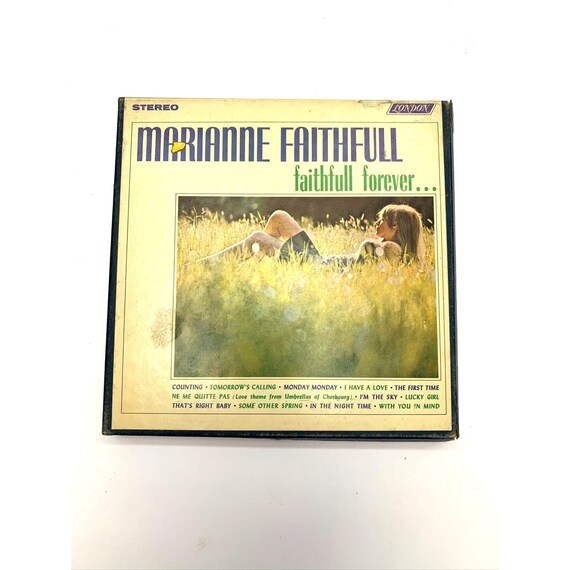 STEREO
LONDON
MARIANNE FAITHFULL
faithfull forever...
COUNTING • TOMORROW'S CALLING • MONDAY MONDAY • I HAVE A LOVE • THE FIRST TIME
NE ME QUITTE PAS (Love theme from Umbrellas of Cherbourg) • I'M THE SKY • LUCKY GIRL
THAT'S RIGHT BABY • SOME OTHER SPRING • IN THE NIGHT TIME • WITH YOU IN MIND